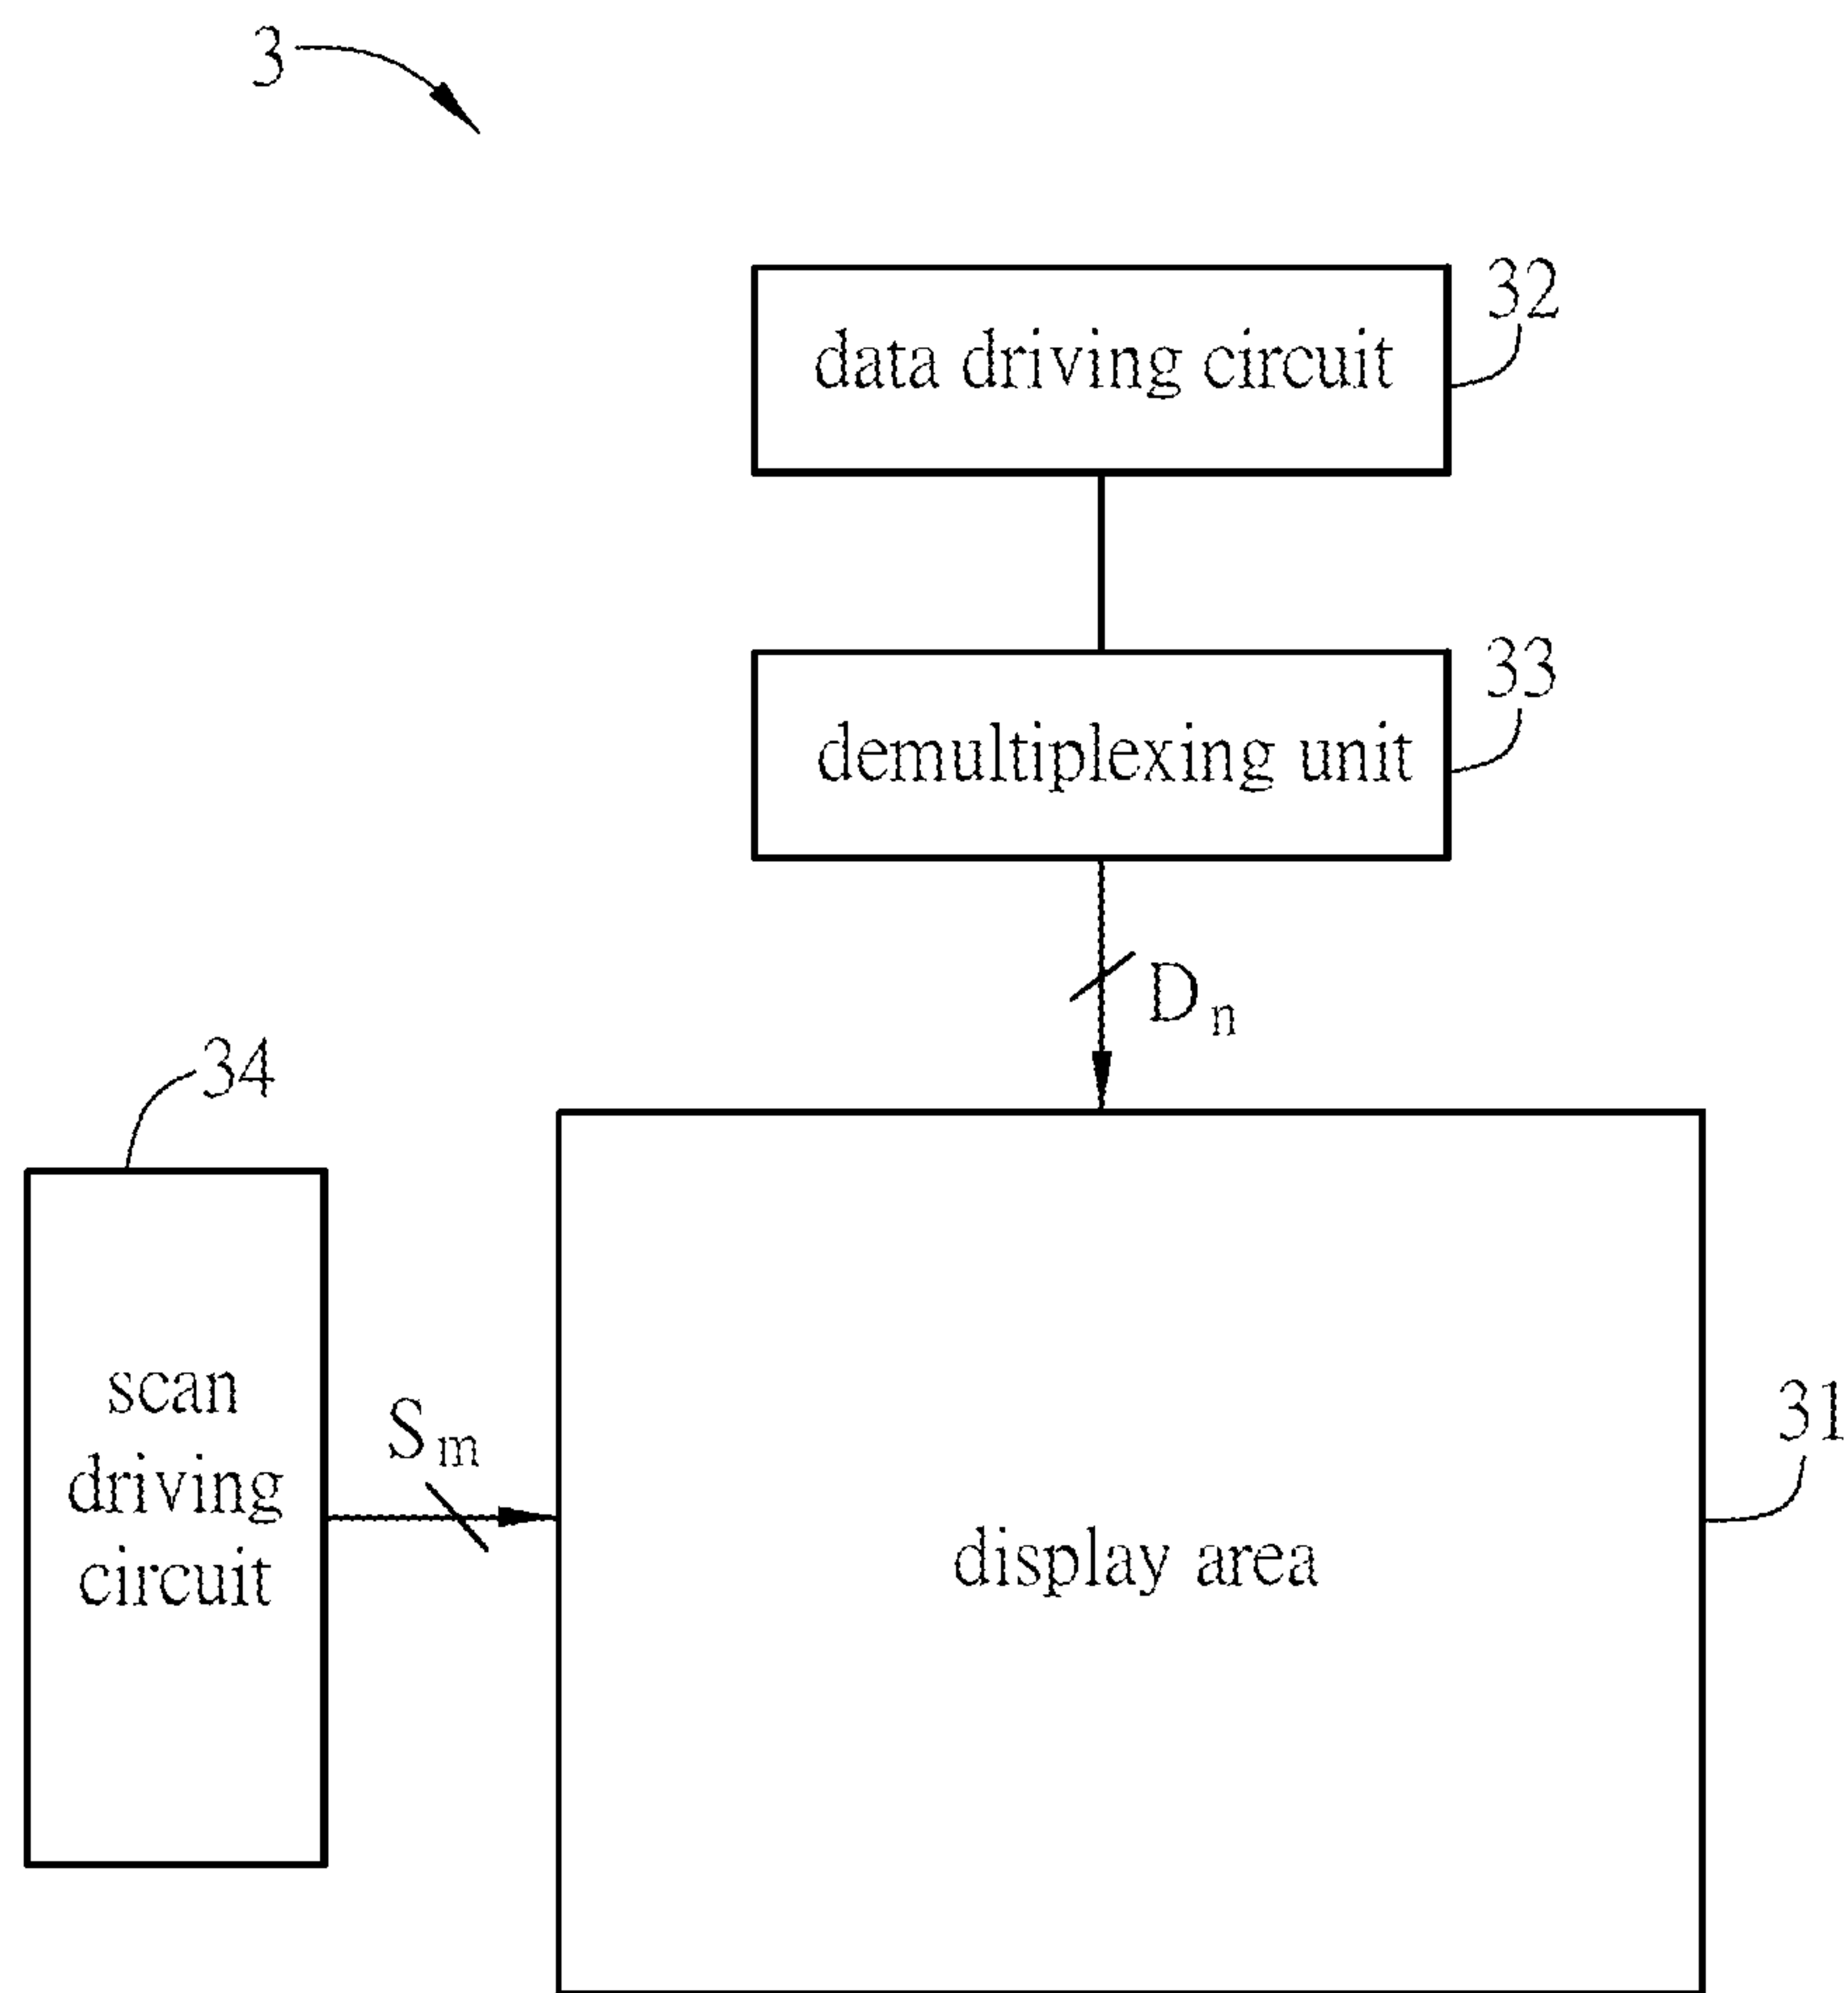 3
32
data driving circuit
33
demultiplexing unit
Dn
34
scan
driving
circuit
Sm
31
display area